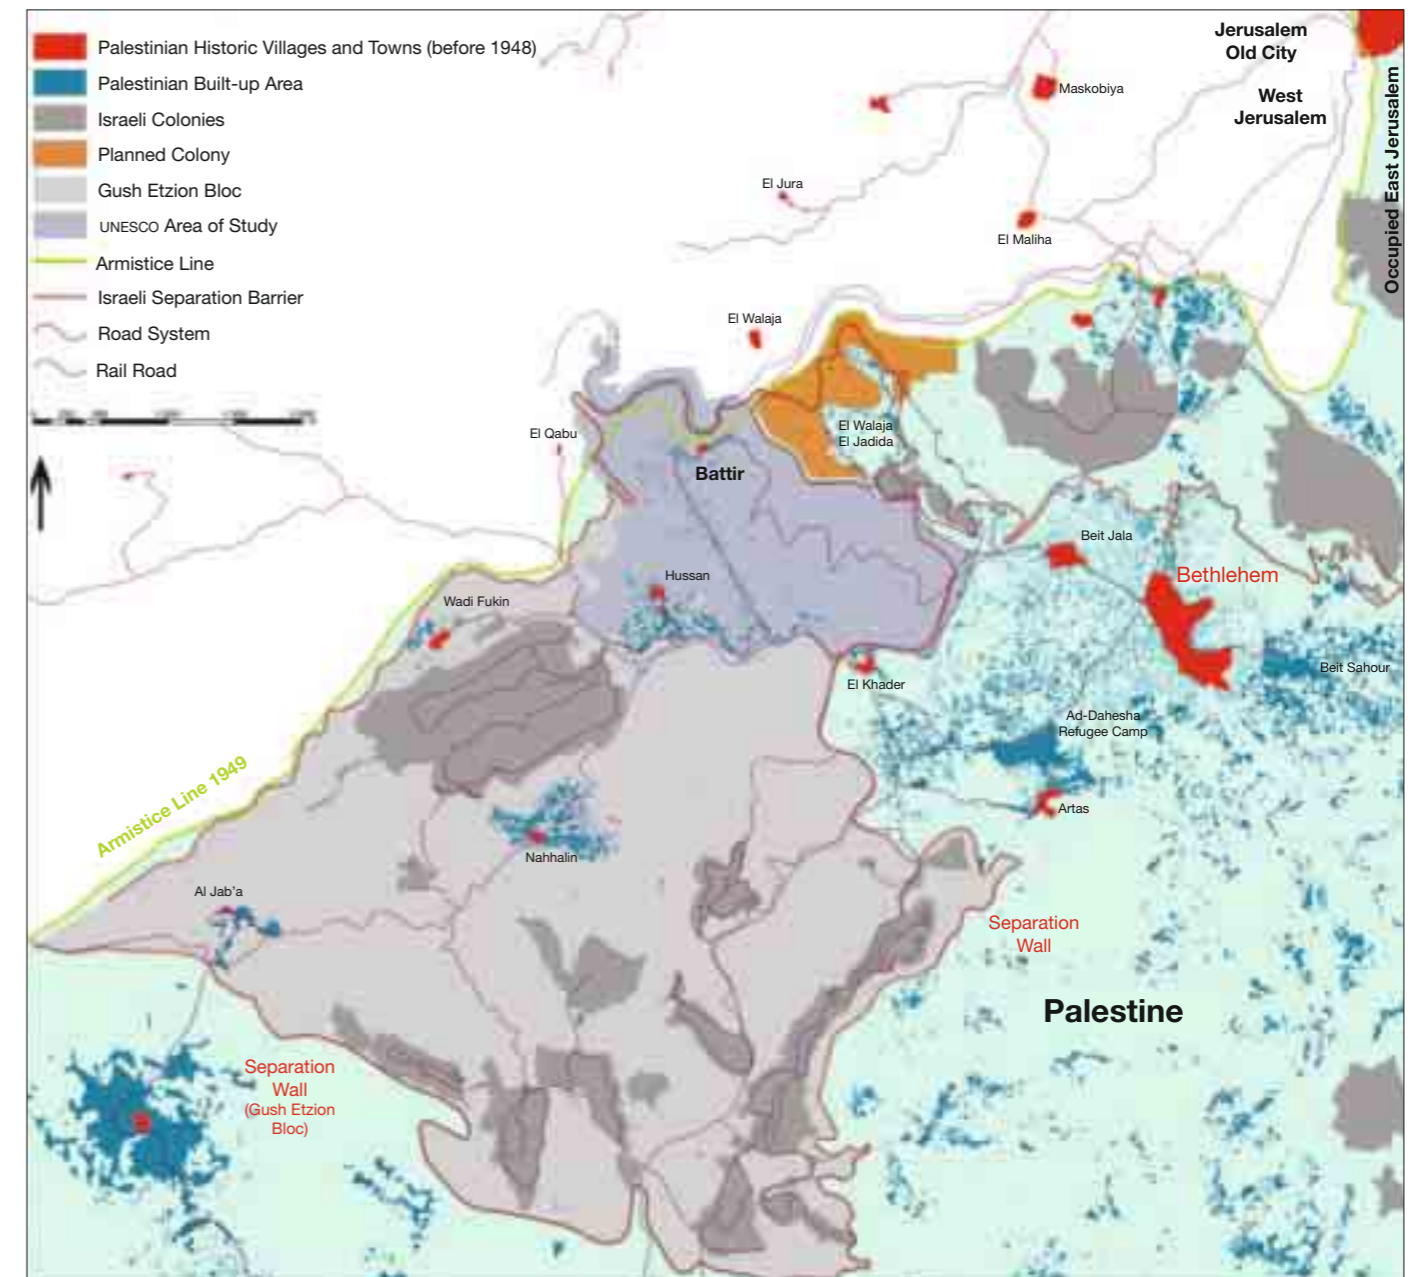 Palestinian Historic Villages and Towns (before 1948)
Palestinian Built-up Area
Israeli Colonies
Planned Colony
Gush Etzion Bloc
UNESCO Area of Study
Armistice Line
Israeli Separation Barrier
Road System
Rail Road
Jerusalem
Old City
West
Jerusalem
Occupied East Jerusalem
Maskobiya
El Jura
El Maliha
El Walaja
El Qabu
El Walaja
El Jadida
Battir
Beit Jala
Bethlehem
Hussan
Wadi Fukin
El Khader
Beit Sahour
Ad-Dahesha
Refugee Camp
Artas
Armistice Line 1949
Nahhalin
Al Jab'a
Separation
Wall
Palestine
Separation
Wall
(Gush Etzion
Bloc)